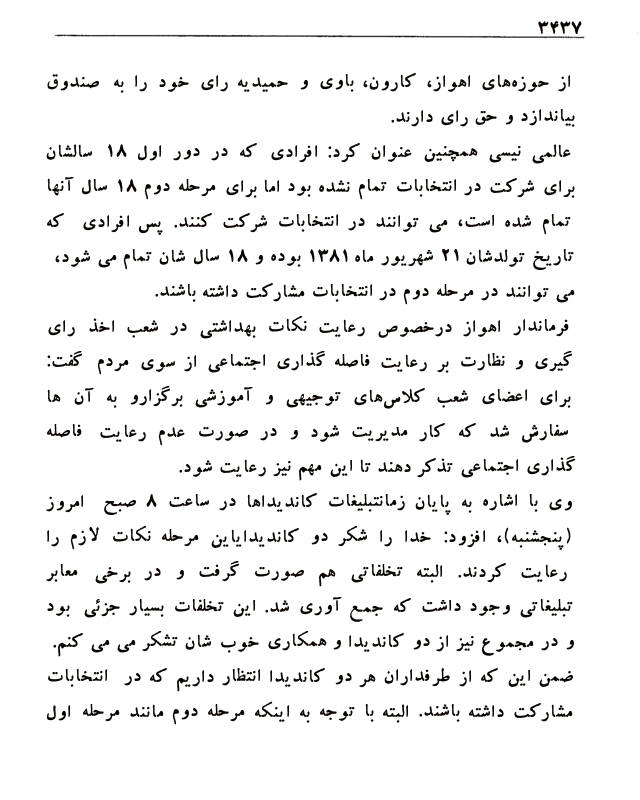 ۳۴۳۷
از حوزه‌های اهواز، کارون، باوی و حمیدیه رای خود را به صندوق
بیاندازد و حق رای دارند.
عالمی نیسی همچنین عنوان کرد: افرادی که در دور اول ۱۸ سالشان
برای شرکت در انتخابات تمام نشده بود اما برای مرحله دوم ۱۸ سال آنها
تمام شده است، می توانند در انتخابات شرکت کنند. پس افرادی که
تاریخ تولدشان ۲۱ شهریور ماه ۱۳۸۱ بوده و ۱۸ سال شان تمام می شود،
می توانند در مرحله دوم در انتخابات مشارکت داشته باشند.
فرماندار اهواز درخصوص رعایت نکات بهداشتی در شعب اخذ رای
گیری و نظارت بر رعایت فاصله گذاری اجتماعی از سوی مردم گفت:
برای اعضای شعب کلاس‌های توجیهی و آموزشی برگزارو به آن ها
سفارش شد که کار مدیریت شود و در صورت عدم رعایت فاصله
گذاری اجتماعی تذکر دهند تا این مهم نیز رعایت شود.
وی با اشاره به پایان زمانتبلیغات کاندیداها در ساعت ۸ صبح امروز
(پنجشنبه)، افزود: خدا را شکر دو کاندیدایاین مرحله نکات لازم را
رعایت کردند. البته تخلفاتی هم صورت گرفت و در برخی معابر
تبلیغاتی وجود داشت که جمع آوری شد. این تخلفات بسیار جزئی بود
و در مجموع نیز از دو کاندیدا و همکاری خوب شان تشکر می می کنم.
ضمن این که از طرفداران هر دو کاندیدا انتظار داریم که در انتخابات
مشارکت داشته باشند. البته با توجه به اینکه مرحله دوم مانند مرحله اول